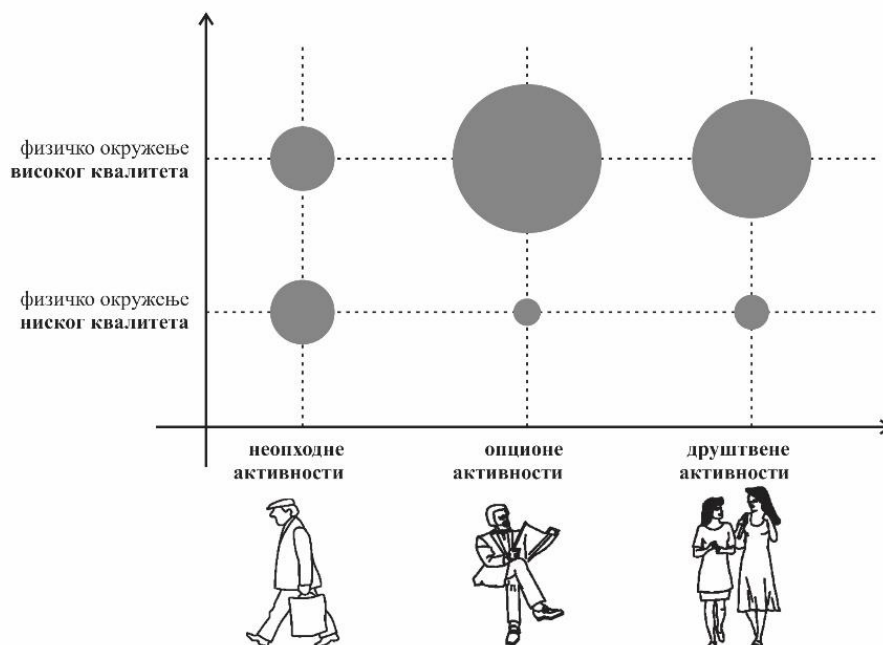 физичко окружење
високог квалитета
физичко окружење
ниског квалитета
неопходне
активности
опционе
активности
друштвене
активности